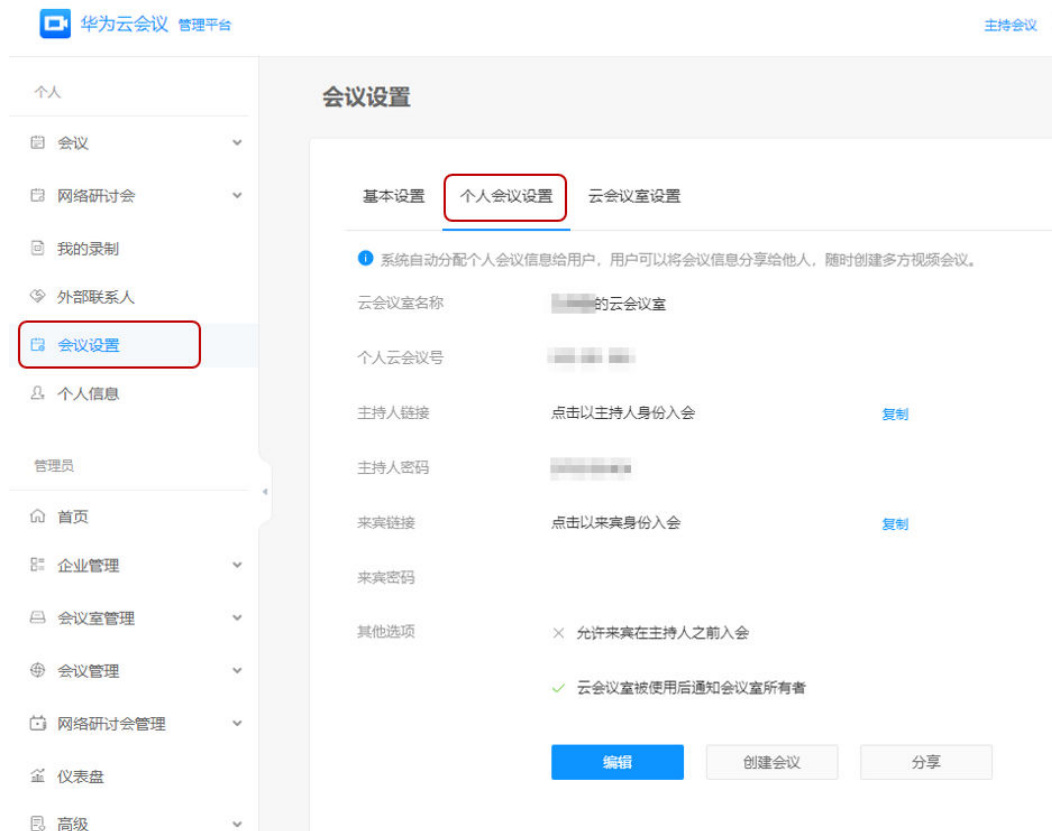 华为云会议 管理平台
主持会议
个人
会议
网络研讨会
我的录制
外部联系人
会议设置
个人信息
管理员
首页
企业管理
会议室管理
会议管理
网络研讨会管理
仪表盘
高级
会议设置
基本设置 个人会议设置 云会议室设置
系统自动分配个人会议信息给用户，用户可以将会议信息分享给他人，随时创建多方视频会议。
云会议室名称 的云会议室
个人云会议号
主持人链接 点击以主持人身份入会 复制
主持人密码
来宾链接 点击以来宾身份入会 复制
来宾密码
其他选项 允许来宾在主持人之前入会
云会议室被使用后通知会议室所有者
编辑 创建会议 分享